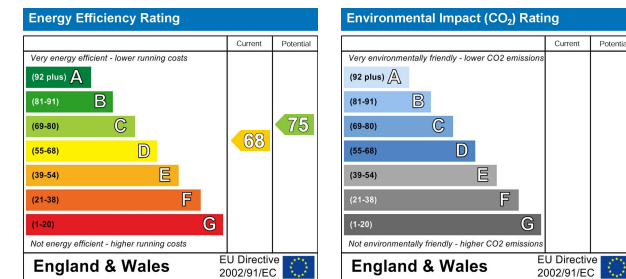 Energy Efficiency Rating
Current Potential
Very energy efficient - lower running costs
(92 plus) A
(81-91) B
(69-80) C
(55-68) D
(39-54) E
(21-38) F
(1-20) G
68
75
Not energy efficient - higher running costs
England & Wales
EU Directive
2002/91/EC
Environmental Impact (CO₂) Rating
Current Potential
Very environmentally friendly - lower CO2 emissions
(92 plus) A
(81-91) B
(69-80) C
(55-68) D
(39-54) E
(21-38) F
(1-20) G
Not environmentally friendly - higher CO2 emissions
England & Wales
EU Directive
2002/91/EC